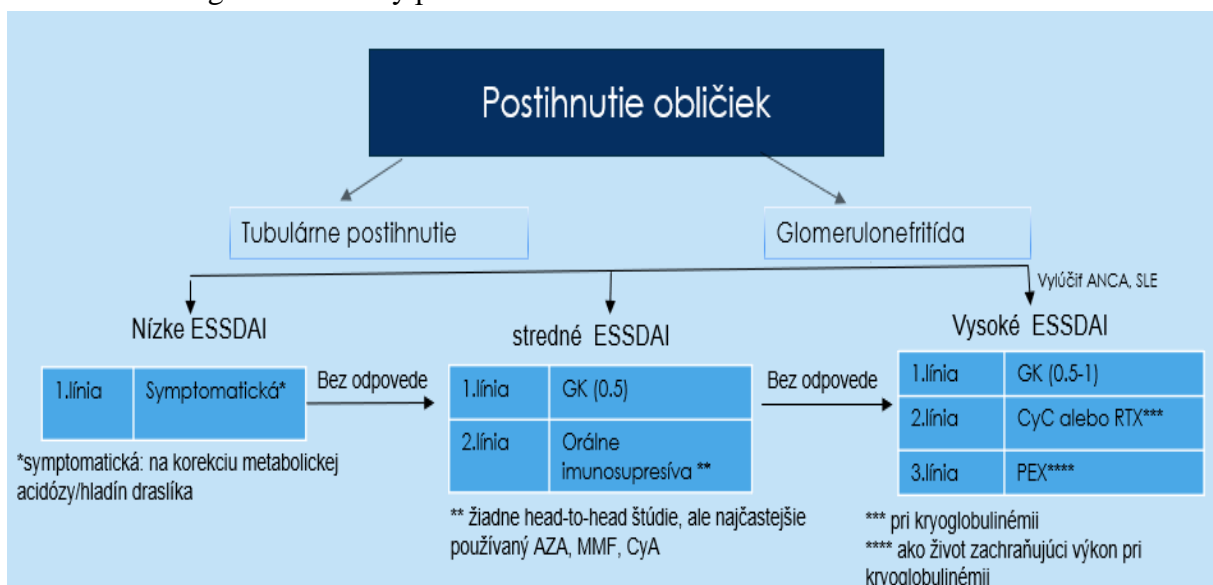 Postihnutie obličiek
Tubulárne postihnutie
Glomerulonefritída
Vylúčiť ANCA, SLE
Nízke ESSDAI
1.línia Symptomatická*
*symptomatická: na korekciu metabolickej
acidózy/hladín draslíka
Bez odpovede
stredné ESSDAI
1.línia GK (0.5)
2.línia Orálne
imunosupresíva **
** žiadne head-to-head štúdie, ale najčastejšie
používaný AZA, MMF, CyA
Bez odpovede
Vysoké ESSDAI
1.línia GK (0.5-1)
2.línia CyC alebo RTX***
3.línia PEX****
*** pri kryoglobulinémii
**** ako život zachraňujúci výkon pri
kryoglobulinémii